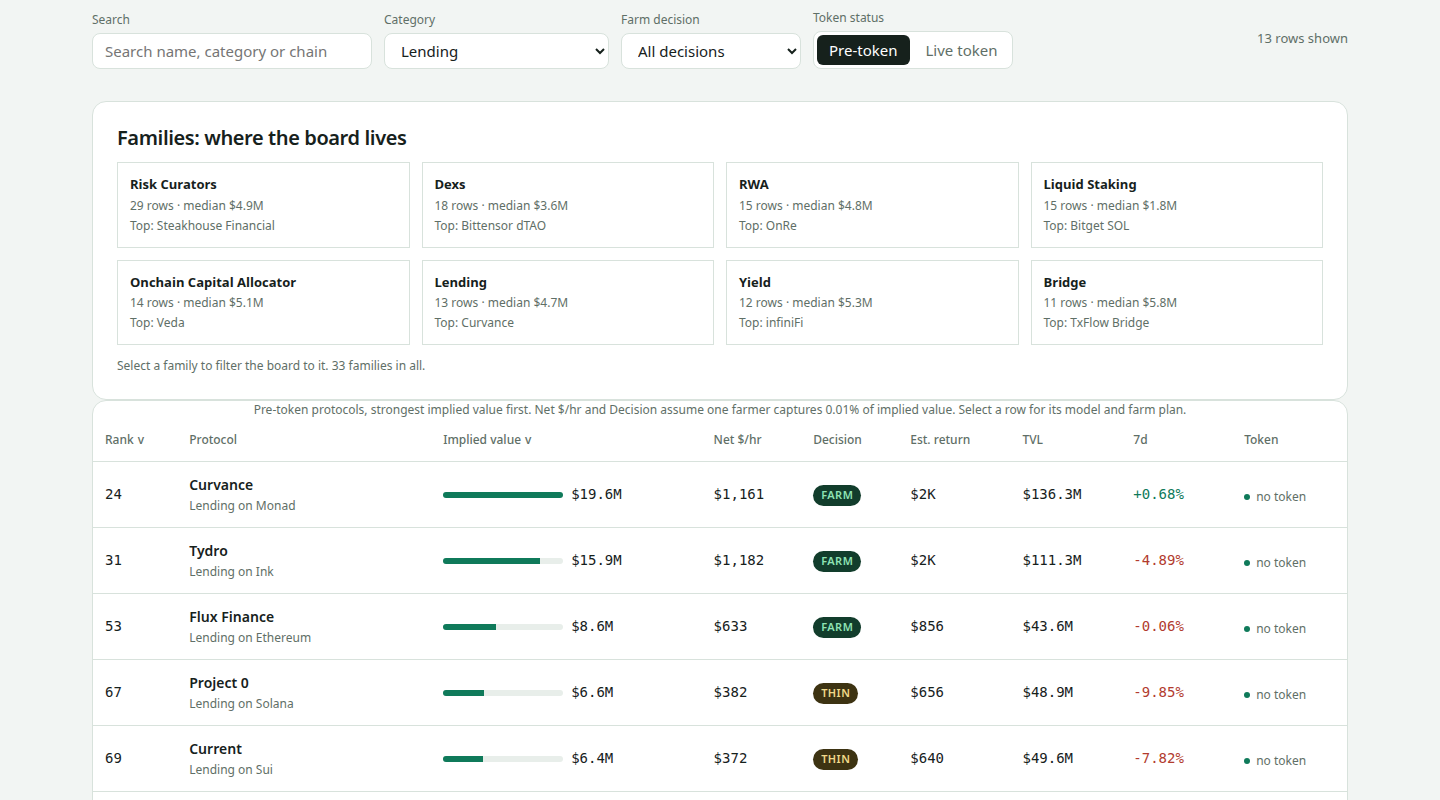 Search
Category
Farm decision
Token status
Search name, category or chain
Lending
All decisions
Pre-token
Live token
13 rows shown
Families: where the board lives
Risk Curators
29 rows · median $4.9M
Top: Steakhouse Financial
Dexs
18 rows · median $3.6M
Top: Bittensor dTAO
RWA
15 rows · median $4.8M
Top: OnRe
Liquid Staking
15 rows · median $1.8M
Top: Bitget SOL
Onchain Capital Allocator
14 rows · median $5.1M
Top: Veda
Lending
13 rows · median $4.7M
Top: Curvance
Yield
12 rows · median $5.3M
Top: infiniFi
Bridge
11 rows · median $5.8M
Top: TxFlow Bridge
Select a family to filter the board to it. 33 families in all.
Pre-token protocols, strongest implied value first. Net $/hr and Decision assume one farmer captures 0.01% of implied value. Select a row for its model and farm plan.
Rank v Protocol Implied value v Net $/hr Decision Est. return TVL 7d Token
24 Curvance $19.6M $1,161 FARM $2K $136.3M +0.68% no token
Lending on Monad
31 Tydro $15.9M $1,182 FARM $2K $111.3M -4.89% no token
Lending on Ink
53 Flux Finance $8.6M $633 FARM $856 $43.6M -0.06% no token
Lending on Ethereum
67 Project 0 $6.6M $382 THIN $656 $48.9M -9.85% no token
Lending on Solana
69 Current $6.4M $372 THIN $640 $49.6M -7.82% no token
Lending on Sui